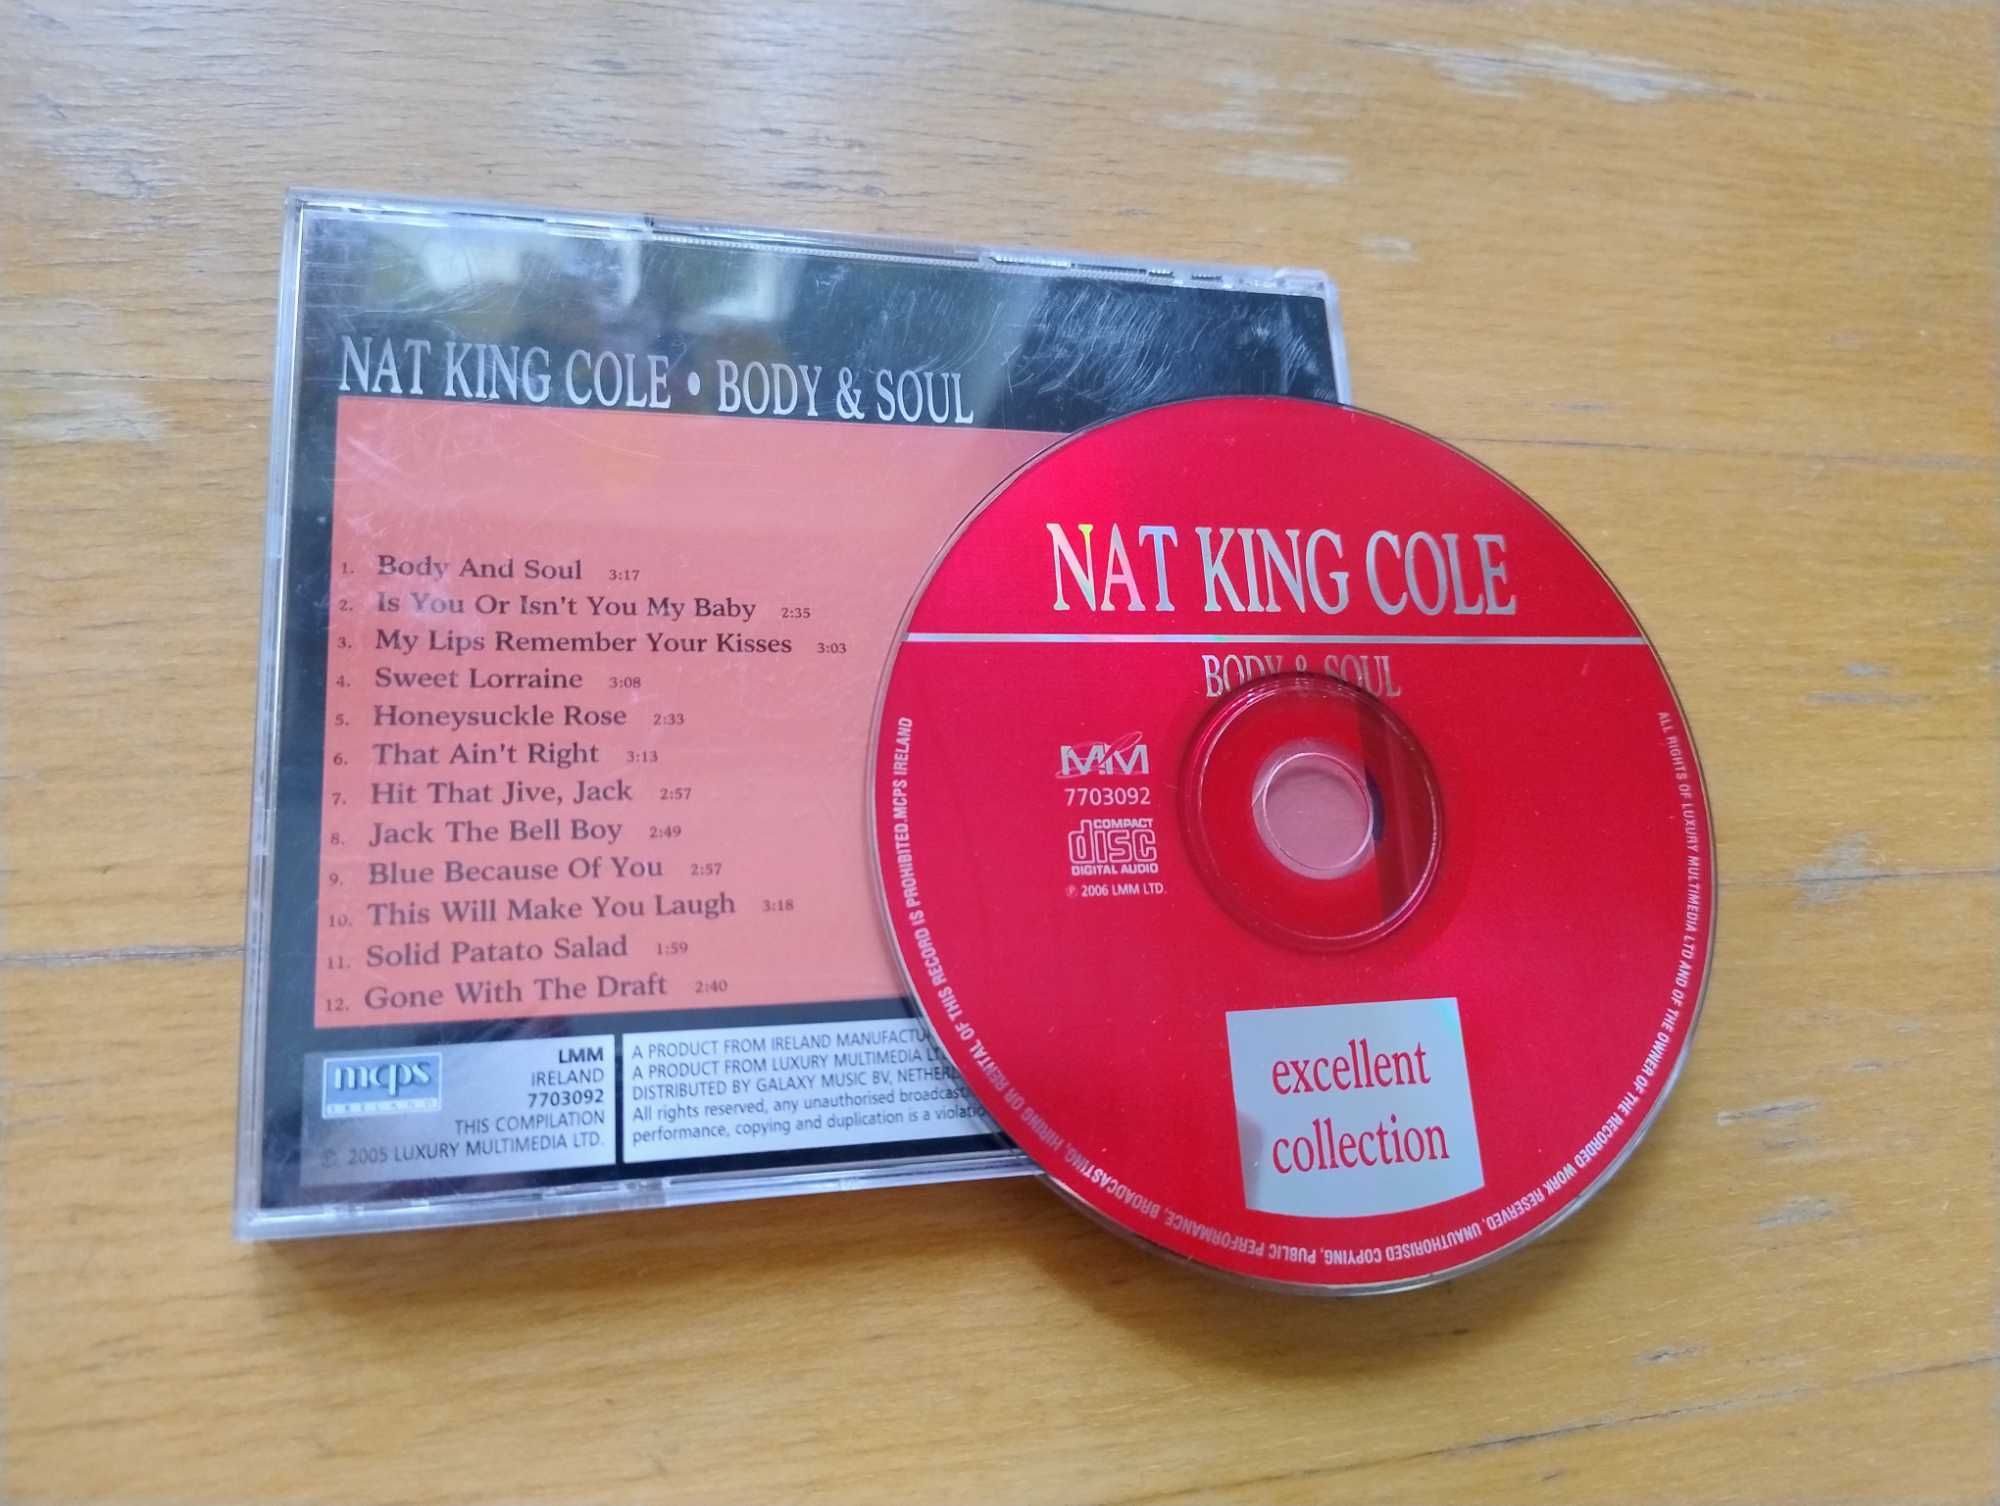 NAT KING COLE • BODY & SOUL
1. Body And Soul 3:17
2. Is You Or Isn't You My Baby 2:35
3. My Lips Remember Your Kisses 3:03
4. Sweet Lorraine 3:08
5. Honeysuckle Rose 2:33
6. That Ain't Right 3:13
7. Hit That Jive, Jack 2:57
8. Jack The Bell Boy 2:49
9. Blue Because Of You 2:57
10. This Will Make You Laugh 3:18
11. Solid Patato Salad 1:59
12. Gone With The Draft 2:40
mcps
IRELAND
LMM
IRELAND
7703092
THIS COMPILATION
℗ 2005 LUXURY MULTIMEDIA LTD.
A PRODUCT FROM IRELAND
A PRODUCT FROM LUXURY MULTIMEDIA
DISTRIBUTED BY GALAXY MUSIC BV,
All rights reserved, any unauthorised
performance, copying and duplication is a
NAT KING COLE
BODY & SOUL
7703092
COMPACT
disc
DIGITAL AUDIO
℗ 2006 LMM LTD.
excellent
collection
ALL RIGHTS OF LUXURY MULTIMEDIA LTD AND OF THE OWNER OF THE RECORDED WORK RESERVED, UNAUTHORISED COPYING, PUBLIC PERFORMANCE, BROADCASTING, HIRING OR RENTAL OF THIS RECORD IS PROHIBITED.MCPS IRELAND